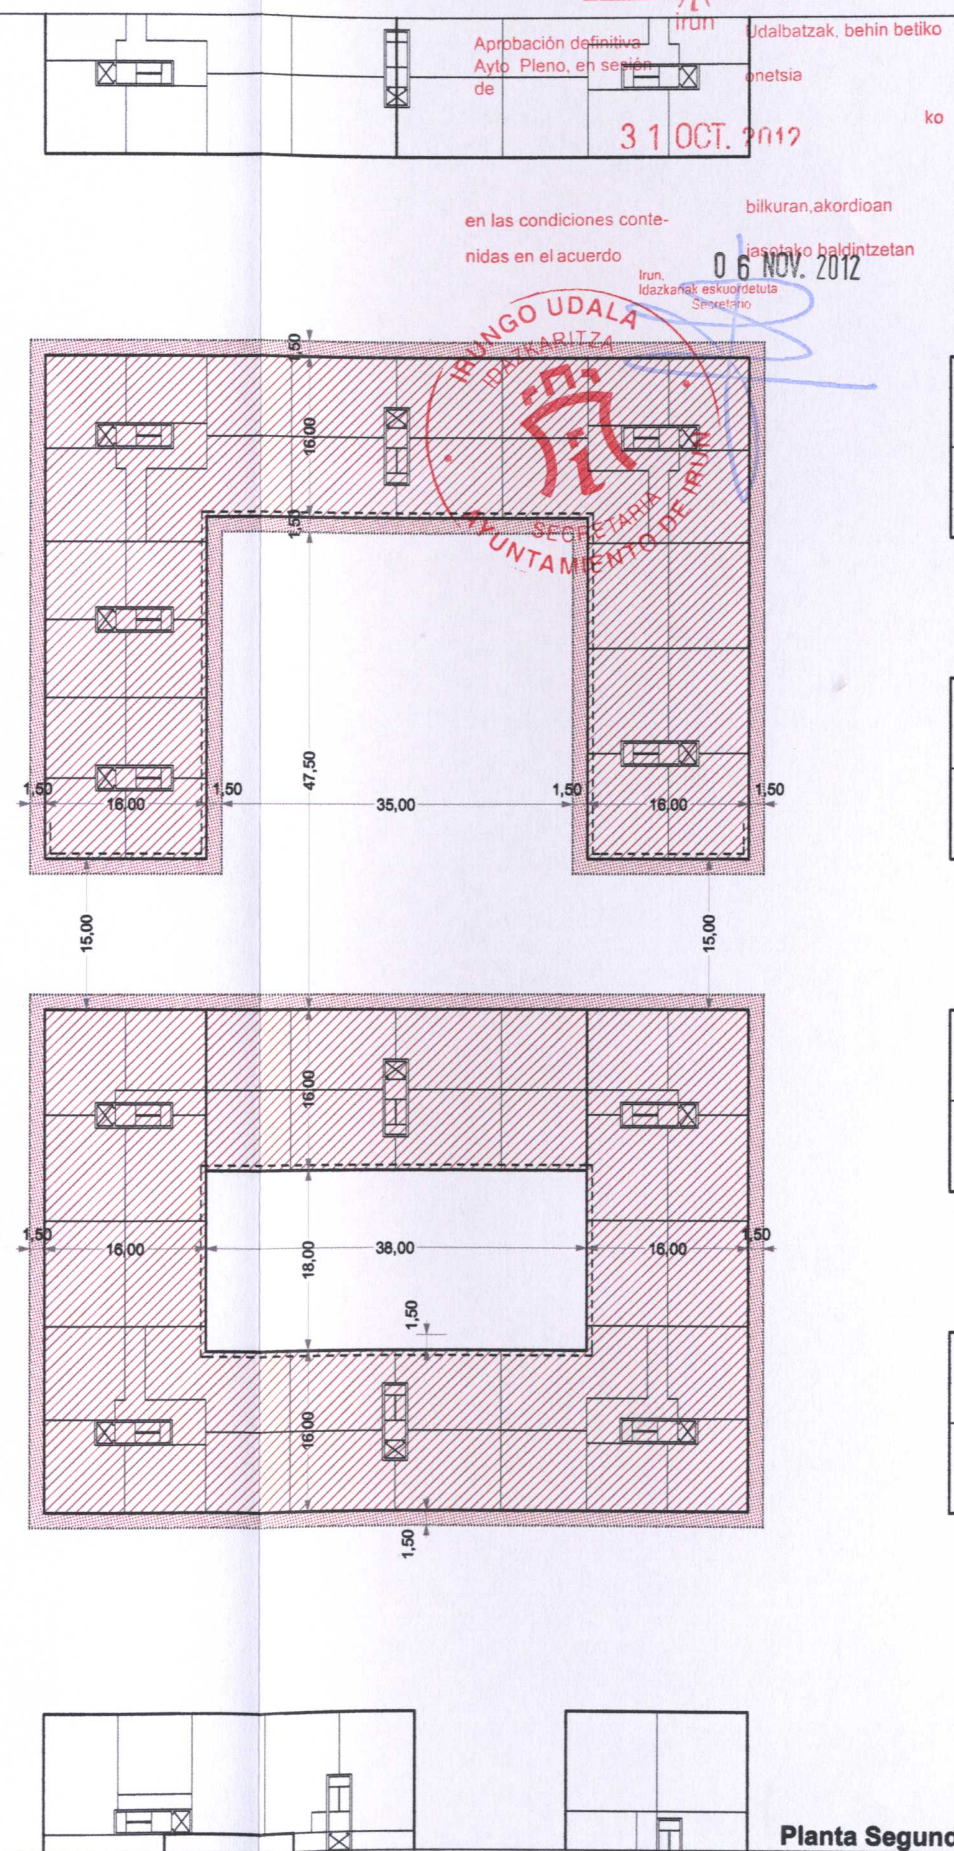 irun
Aprobación definitiva
Ayto Pleno, en sesión
de
Udalbatzak, behin betiko
onetsia
ko
31 OCT. 2012
en las condiciones conte-
nidas en el acuerdo
bilkuran,akordioan
jasotako baldintzetan
06 NOV. 2012
Irun,
Idazkariak eskuordetuta
Secretario
IRUNGO UDALA
IDAZKARITZA
SECRETARIA
AYUNTAMIENTO DE IRUN
1,50
16,00
1,50
47,50
1,50
16,00
1,50
35,00
1,50
16,00
1,50
15,00
15,00
16,00
1,50
16,00
18,00
38,00
16,00
1,50
1,50
16,00
1,50
Planta Segund